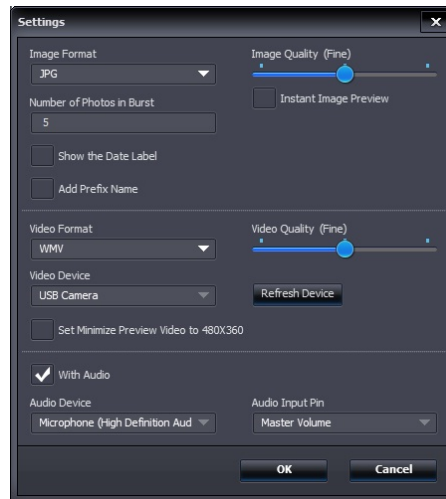 Settings
Image Format
Image Quality (Fine)
JPG
Number of Photos in Burst
Instant Image Preview
5
Show the Date Label
Add Prefix Name
Video Format
Video Quality (Fine)
WMV
Video Device
USB Camera
Refresh Device
Set Minimize Preview Video to 480X360
With Audio
Audio Device
Audio Input Pin
Microphone (High Definition Aud
Master Volume
OK
Cancel